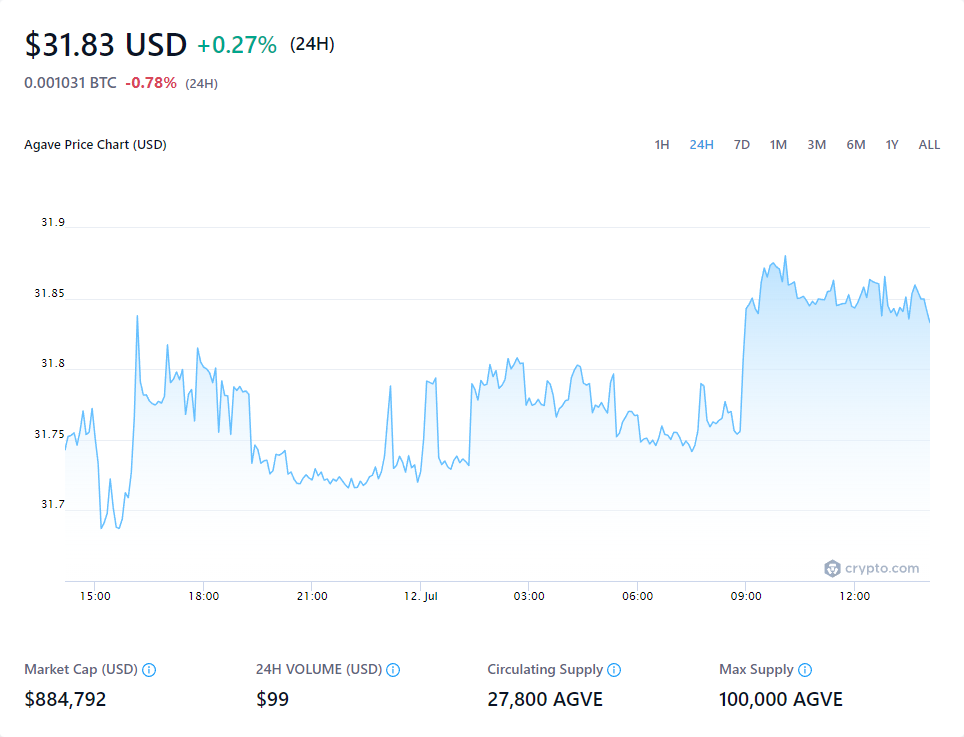 $31.83 USD +0.27% (24H)
0.001031 BTC -0.78% (24H)
Agave Price Chart (USD) 1H 24H 7D 1M 3M 6M 1Y ALL
31.9
31.85
31.8
31.75
31.7
crypto.com
15:00 18:00 21:00 12. Jul 03:00 06:00 09:00 12:00
Market Cap (USD) 24H VOLUME (USD) Circulating Supply Max Supply
$884,792 $99 27,800 AGVE 100,000 AGVE